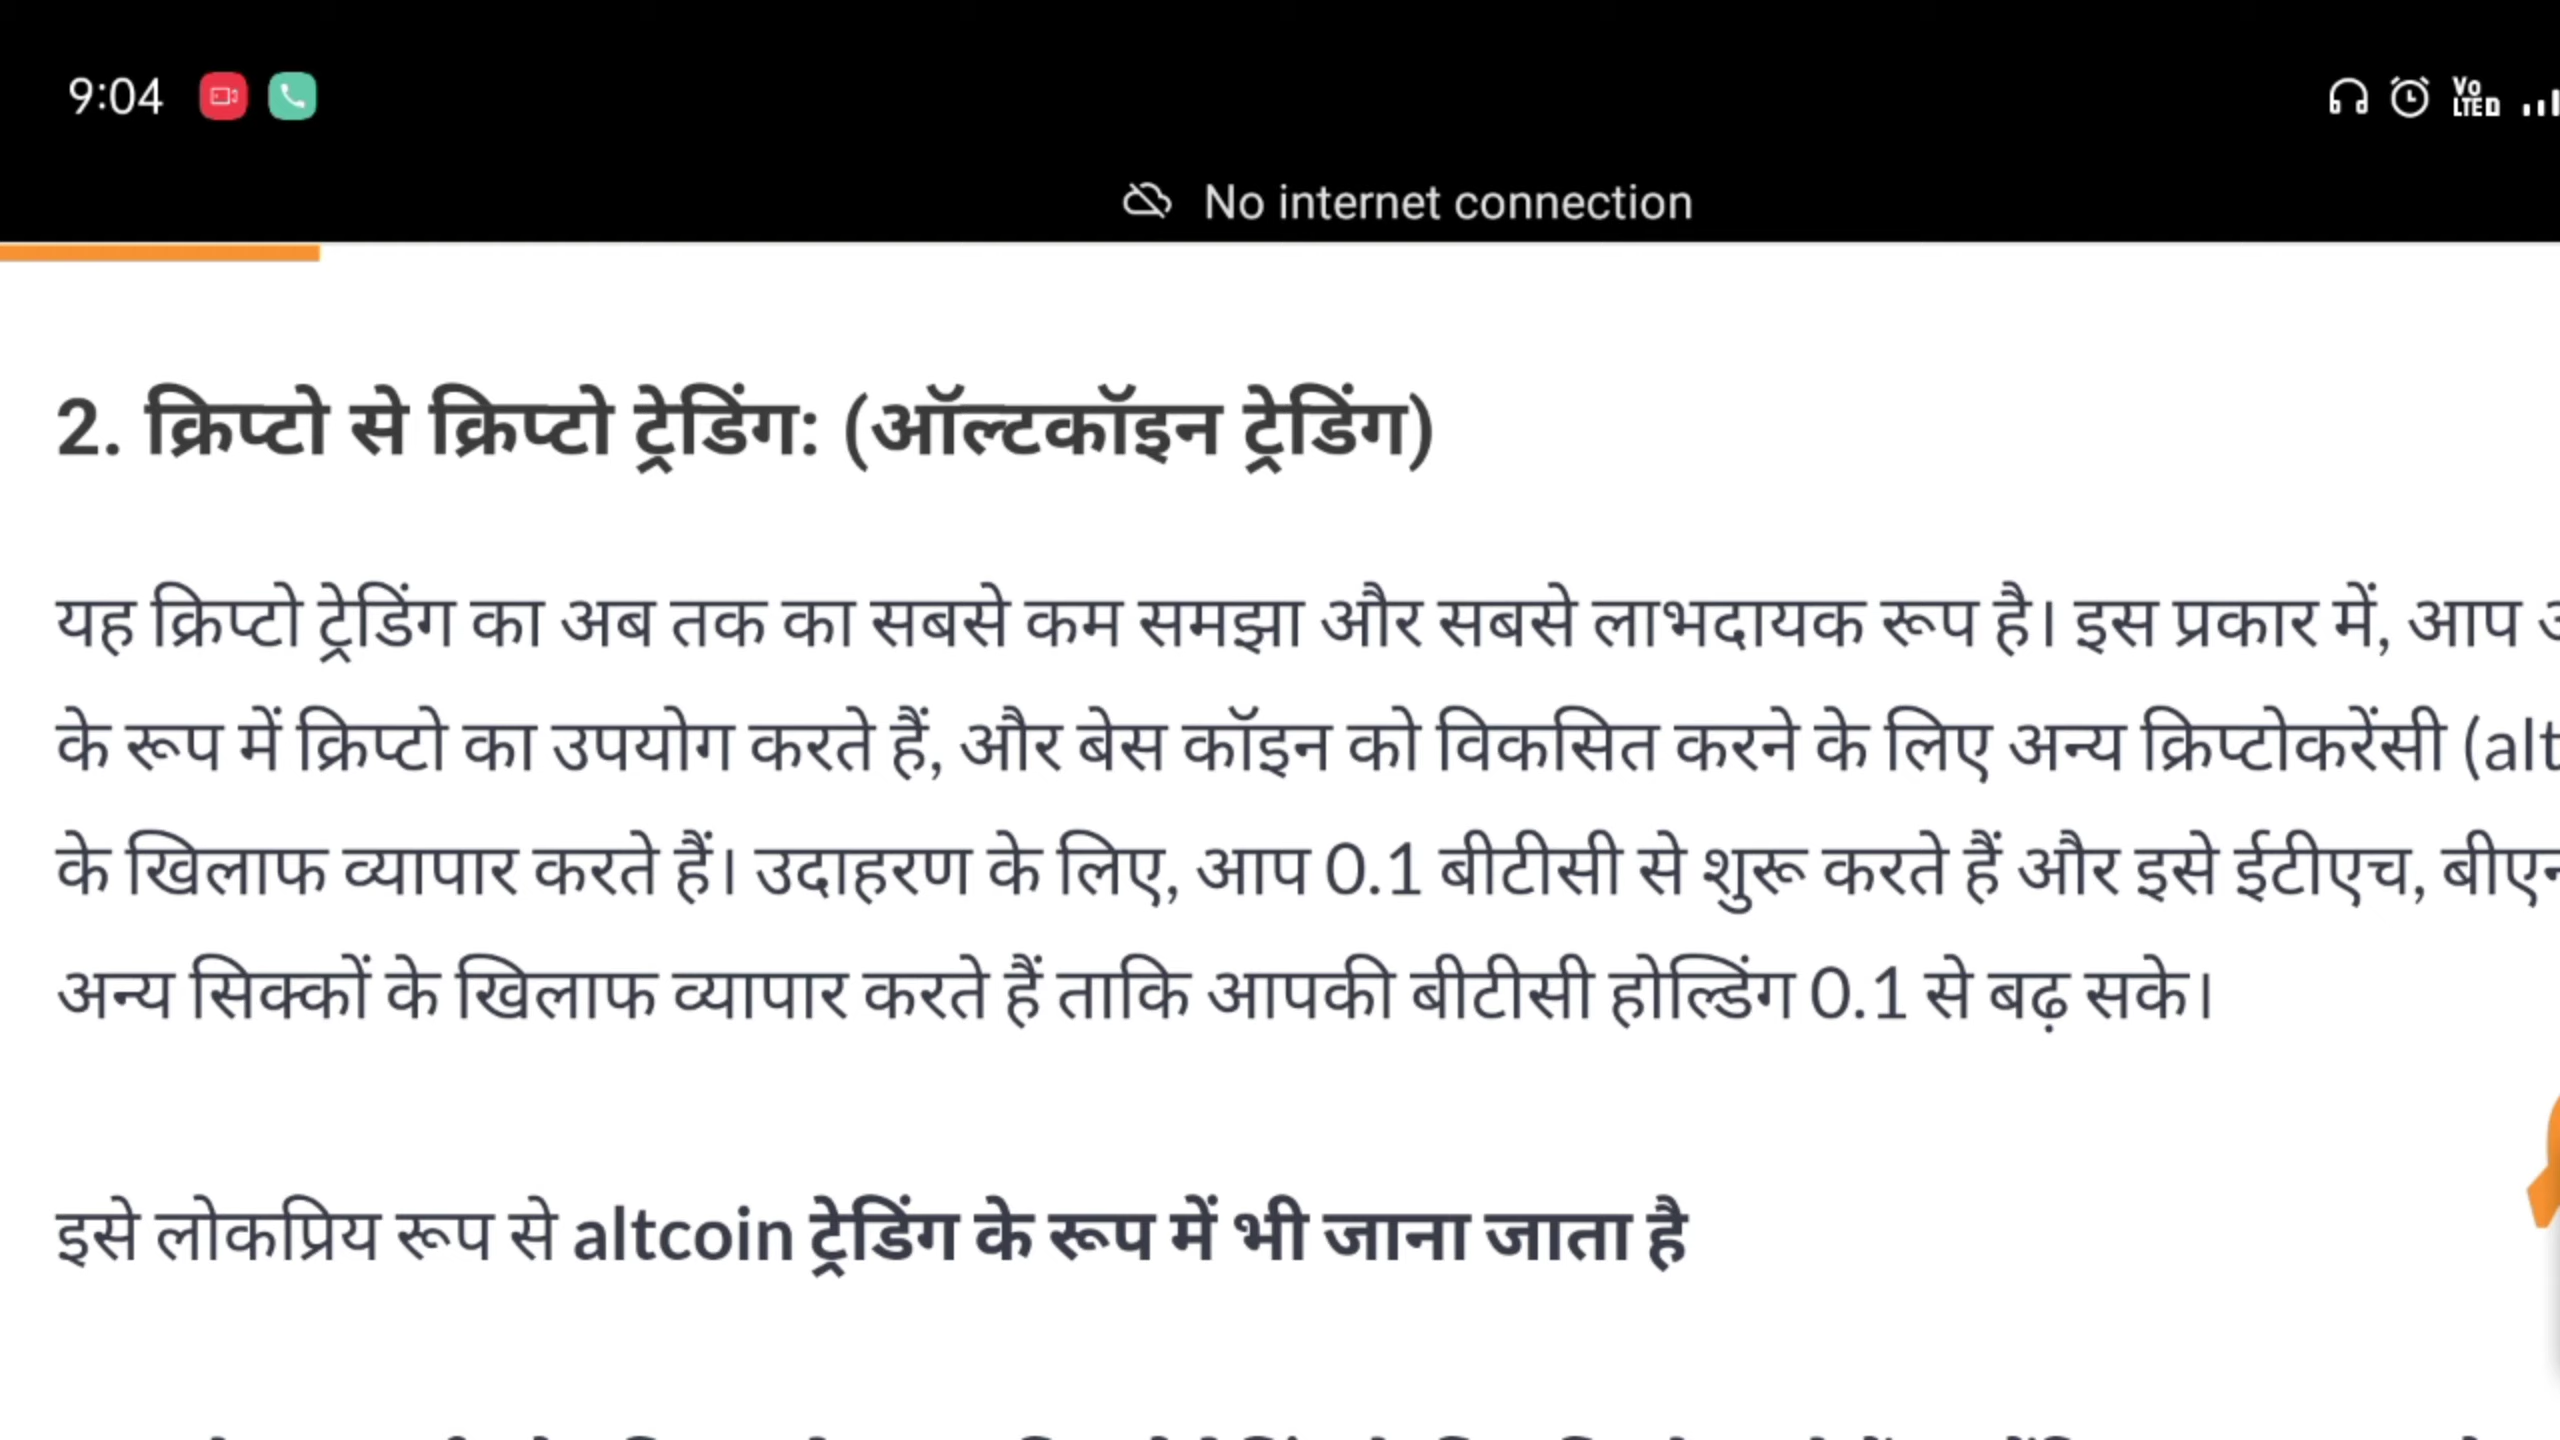 9:04
Vo LTE
No internet connection
2. क्रिप्टो से क्रिप्टो ट्रेडिंग: (ऑल्टकॉइन ट्रेडिंग)
यह क्रिप्टो ट्रेडिंग का अब तक का सबसे कम समझा और सबसे लाभदायक रूप है। इस प्रकार में, आप
के रूप में क्रिप्टो का उपयोग करते हैं, और बेस कॉइन को विकसित करने के लिए अन्य क्रिप्टोकरेंसी (alt
के खिलाफ व्यापार करते हैं। उदाहरण के लिए, आप 0.1 बीटीसी से शुरू करते हैं और इसे ईटीएच,
अन्य सिक्कों के खिलाफ व्यापार करते हैं ताकि आपकी बीटीसी होल्डिंग 0.1 से बढ़ सके।
इसे लोकप्रिय रूप से altcoin ट्रेडिंग के रूप में भी जाना जाता है